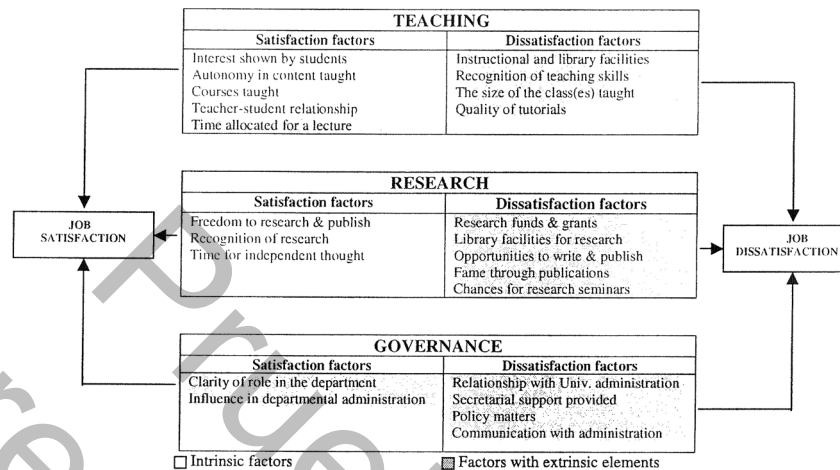 TEACHING
Satisfaction factors
Interest shown by students
Autonomy in content taught
Courses taught
Teacher-student relationship
Time allocated for a lecture
Dissatisfaction factors
Instructional and library facilities
Recognition of teaching skills
The size of the class(es) taught
Quality of tutorials
JOB
SATISFACTION
RESEARCH
Satisfaction factors
Freedom to research & publish
Recognition of research
Time for independent thought
Dissatisfaction factors
Research funds & grants
Library facilities for research
Opportunities to write & publish
Fame through publications
Chances for research seminars
JOB
DISSATISFACTION
GOVERNANCE
Satisfaction factors
Clarity of role in the department
Influence in departmental administration
Dissatisfaction factors
Relationship with Univ. administration
Secretarial support provided
Policy matters
Communication with administration
Intrinsic factors
Factors with extrinsic elements